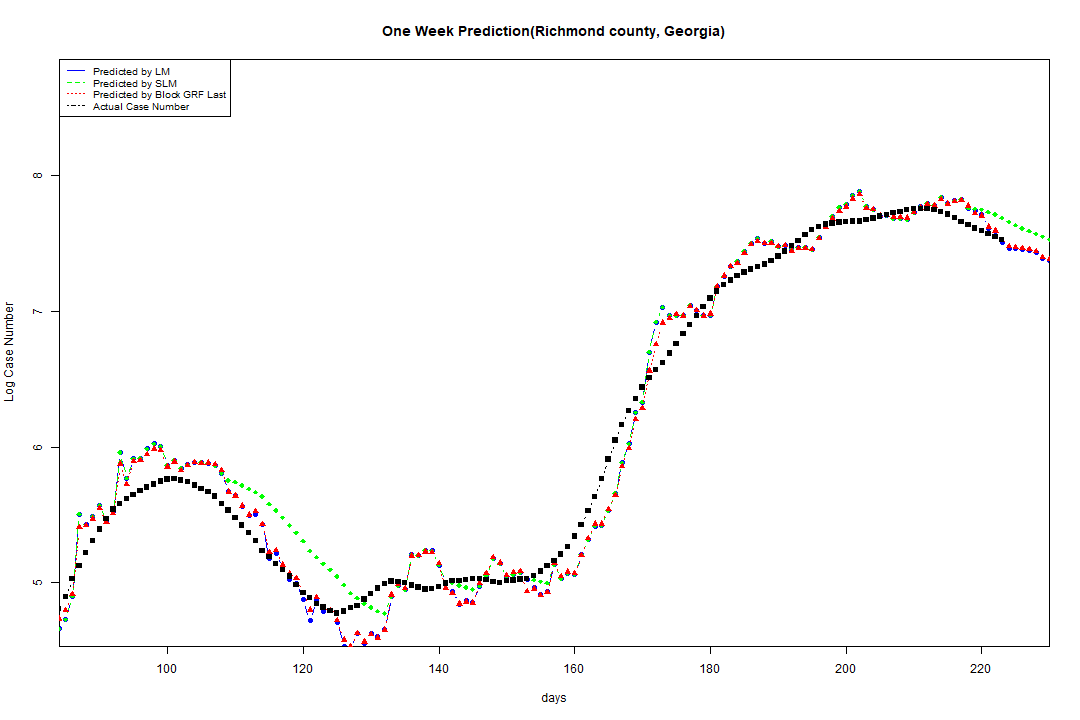 One Week Prediction(Richmond county, Georgia)
Predicted by LM
Predicted by SLM
Predicted by Block GRF Last
Actual Case Number
8
7
6
5
Log Case Number
100 120 140 160 180 200 220
days